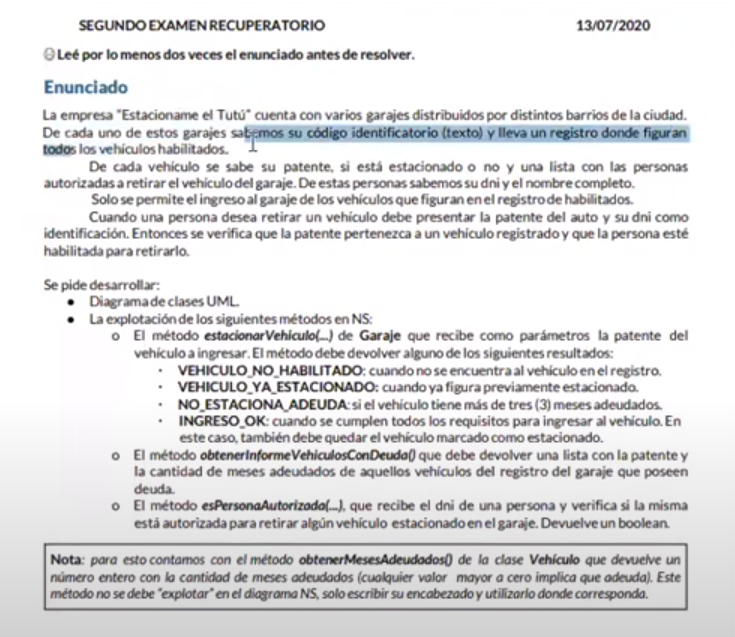 SEGUNDO EXAMEN RECUPERATORIO 13/07/2020
Leé por lo menos dos veces el enunciado antes de resolver.
Enunciado
La empresa "Estacioname el Tutú" cuenta con varios garajes distribuidos por distintos barrios de la ciudad.
De cada uno de estos garajes sabemos su código identificatorio (texto) y lleva un registro donde figuran
todos los vehículos habilitados.
De cada vehículo se sabe su patente, si está estacionado o no y una lista con las personas
autorizadas a retirar el vehículo del garaje. De estas personas sabemos su dni y el nombre completo.
Solo se permite el ingreso al garaje de los vehículos que figuran en el registro de habilitados.
Cuando una persona desea retirar un vehículo debe presentar la patente del auto y su dni como
identificación. Entonces se verifica que la patente pertenezca a un vehículo registrado y que la persona esté
habilitada para retirarlo.
Se pide desarrollar:
• Diagrama de clases UML.
• La explotación de los siguientes métodos en NS:
o El método estacionarVehiculo(...) de Garaje que recibe como parámetros la patente del
vehículo a ingresar. El método debe devolver alguno de los siguientes resultados:
· VEHICULO_NO_HABILITADO: cuando no se encuentra al vehículo en el registro.
· VEHICULO_YA_ESTACIONADO: cuando ya figura previamente estacionado.
· NO_ESTACIONA_ADEUDA: si el vehículo tiene más de tres (3) meses adeudados.
· INGRESO_OK: cuando se cumplen todos los requisitos para ingresar al vehículo. En
este caso, también debe quedar el vehículo marcado como estacionado.
o El método obtenerInformeVehiculosConDeuda() que debe devolver una lista con la patente y
la cantidad de meses adeudados de aquellos vehículos del registro del garaje que poseen
deuda.
o El método esPersonaAutorizada(...), que recibe el dni de una persona y verifica si la misma
está autorizada para retirar algún vehículo estacionado en el garaje. Devuelve un boolean.
Nota: para esto contamos con el método obtenerMesesAdeudados() de la clase Vehículo que devuelve un
número entero con la cantidad de meses adeudados (cualquier valor mayor a cero implica que adeuda). Este
método no se debe "explotar" en el diagrama NS, solo escribir su encabezado y utilizarlo donde corresponda.